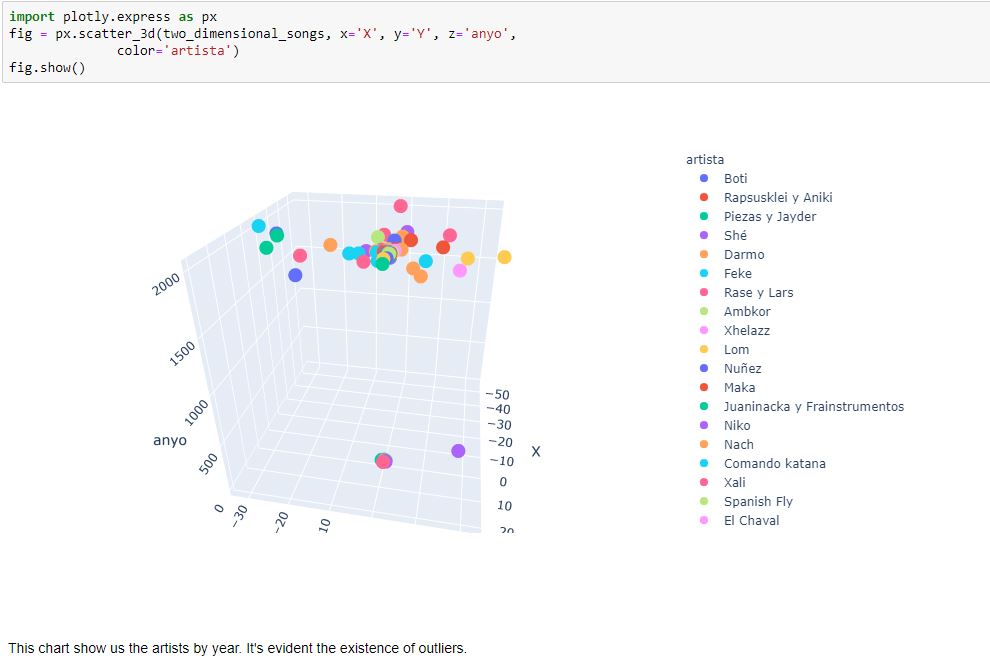 import plotly.express as px
fig = px.scatter_3d(two_dimensional_songs, x='X', y='Y', z='anyo',
color='artista')
fig.show()
artista
Boti
Rapsusklei y Aniki
Piezas y Jayder
Shé
Darmo
Feke
Rase y Lars
Ambkor
Xhelazz
Lom
Nuñez
Maka
Juaninacka y Frainstrumentos
Niko
Nach
Comando katana
Xali
Spanish Fly
El Chaval
2000
1500
1000
500
0
anyo
−30
−20
10
−50
−40
−30
−20
−10
0
10
20
X
This chart show us the artists by year. It's evident the existence of outliers.